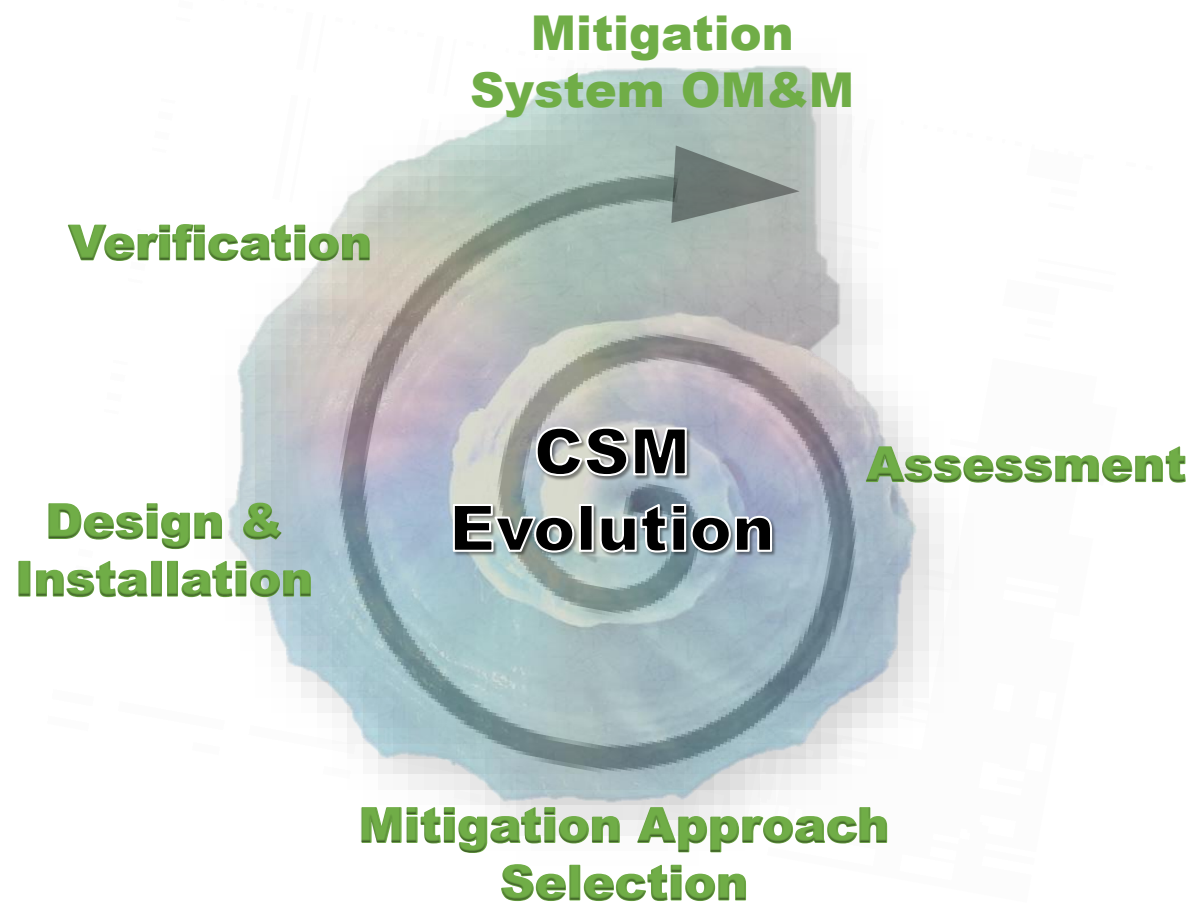 Mitigation
System OM&M
Verification
CSM
Evolution
Assessment
Design &
Installation
Mitigation Approach
Selection